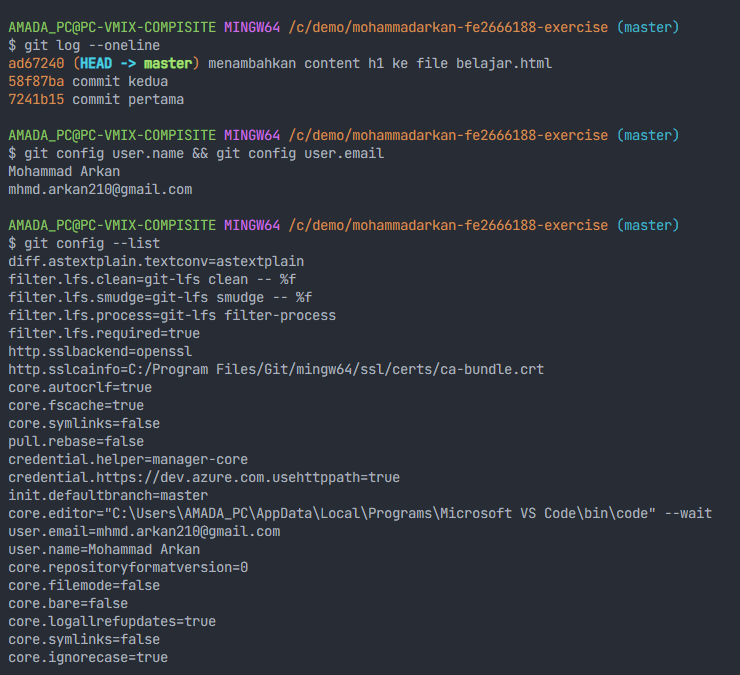 AMADA_PC@PC-VMIX-COMPISITE MINGW64 /c/demo/mohammadarkan-fe2666188-exercise (master)
$ git log --oneline
ad67240 (HEAD -> master) menambahkan content h1 ke file belajar.html
58f87ba commit kedua
7241b15 commit pertama
AMADA_PC@PC-VMIX-COMPISITE MINGW64 /c/demo/mohammadarkan-fe2666188-exercise (master)
$ git config user.name && git config user.email
Mohammad Arkan
mhmd.arkan210@gmail.com
AMADA_PC@PC-VMIX-COMPISITE MINGW64 /c/demo/mohammadarkan-fe2666188-exercise (master)
$ git config --list
diff.astextplain.textconv=astextplain
filter.lfs.clean=git-lfs clean -- %f
filter.lfs.smudge=git-lfs smudge -- %f
filter.lfs.process=git-lfs filter-process
filter.lfs.required=true
http.sslbackend=openssl
http.sslcainfo=C:/Program Files/Git/mingw64/ssl/certs/ca-bundle.crt
core.autocrlf=true
core.fscache=true
core.symlinks=false
pull.rebase=false
credential.helper=manager-core
credential.https://dev.azure.com.usehttppath=true
init.defaultbranch=master
core.editor="C:\Users\AMADA_PC\AppData\Local\Programs\Microsoft VS Code\bin\code" --wait
user.email=mhmd.arkan210@gmail.com
user.name=Mohammad Arkan
core.repositoryformatversion=0
core.filemode=false
core.bare=false
core.logallrefupdates=true
core.symlinks=false
core.ignorecase=true